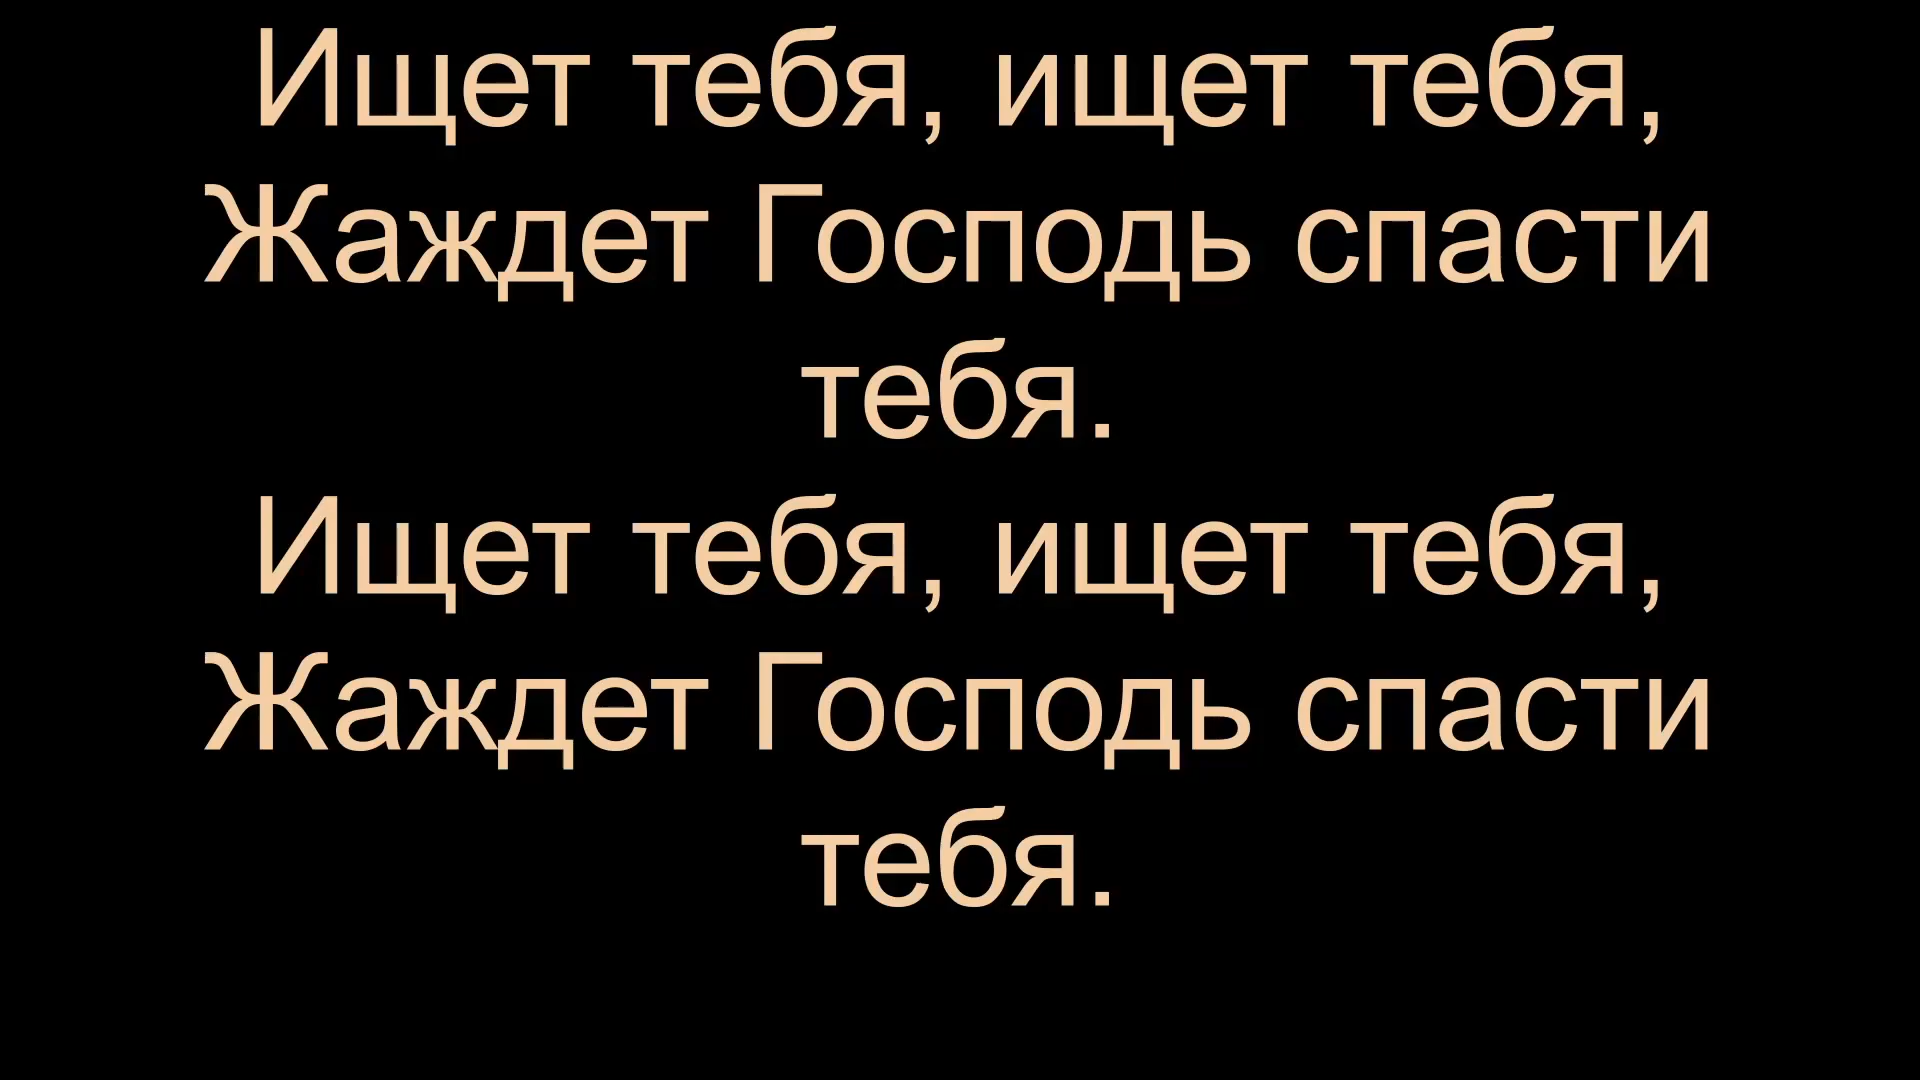 Ищет тебя, ищет тебя,
Жаждет Господь спасти
тебя.
Ищет тебя, ищет тебя,
Жаждет Господь спасти
тебя.